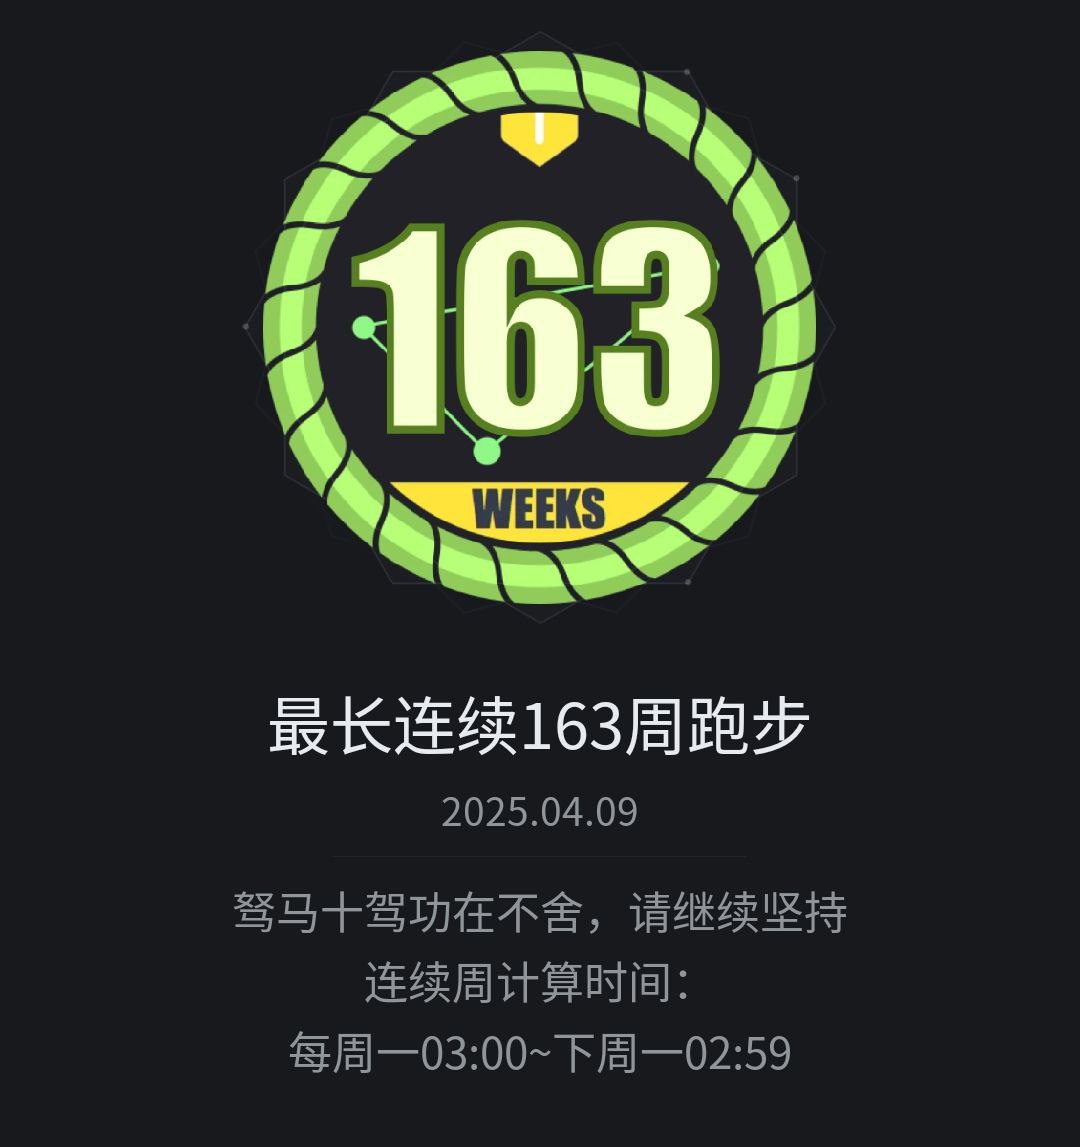 163
WEEKS
最长连续163周跑步
2025.04.09
驽马十驾功在不舍，请继续坚持
连续周计算时间：
每周一03:00~下周一02:59